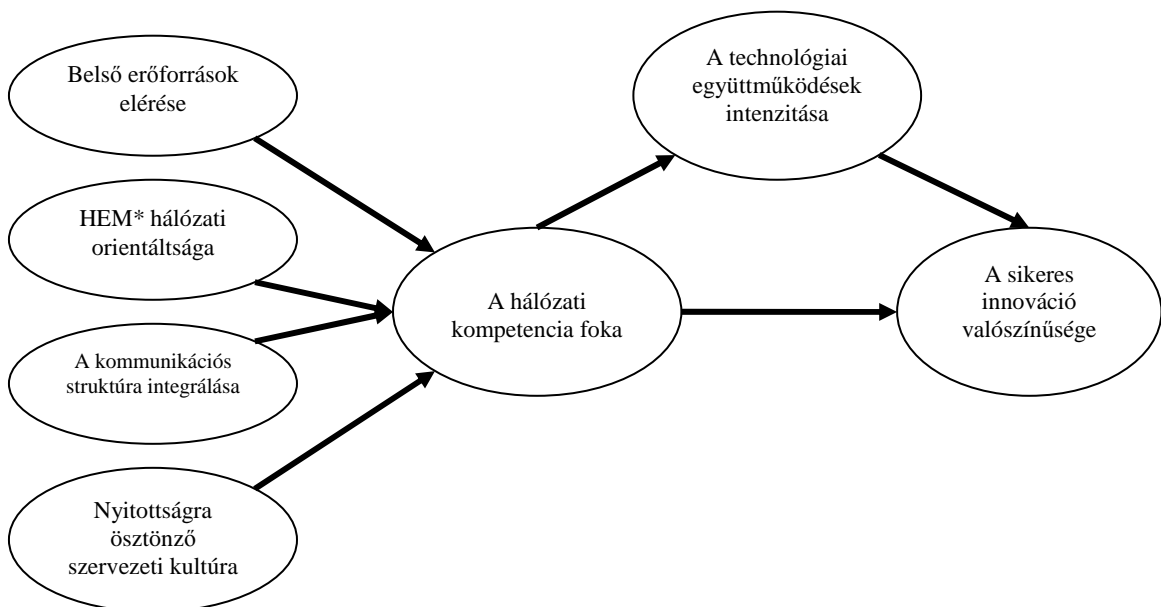 Belső erőforrások
elérése
HEM* hálózati
orientáltsága
A kommunikációs
struktúra integrálása
Nyitottságra
ösztönző
szervezeti kultúra
A hálózati
kompetencia foka
A technológiai
együttműködések
intenzitása
A sikeres
innováció
valószínűsége